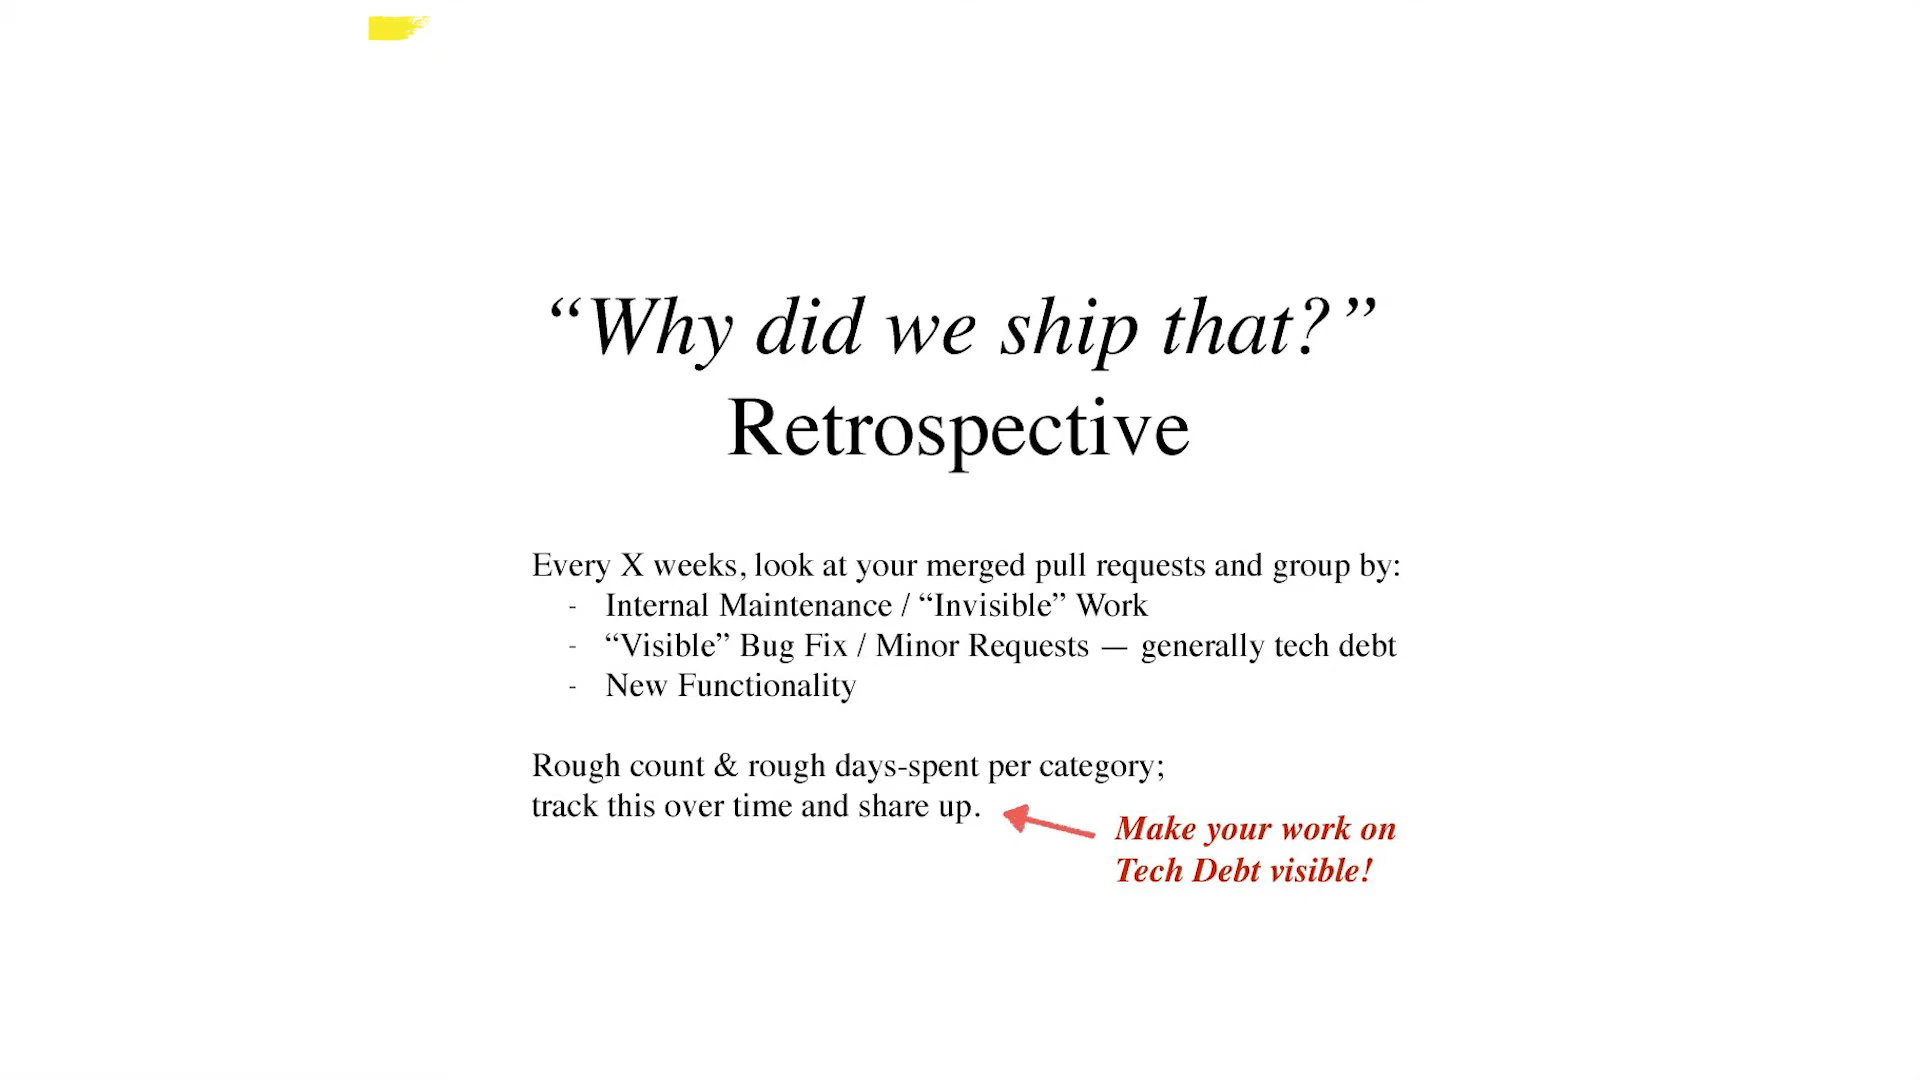 “Why did we ship that?”
Retrospective
Every X weeks, look at your merged pull requests and group by:
- Internal Maintenance / “Invisible” Work
- “Visible” Bug Fix / Minor Requests — generally tech debt
- New Functionality
Rough count & rough days-spent per category;
track this over time and share up.
Make your work on
Tech Debt visible!